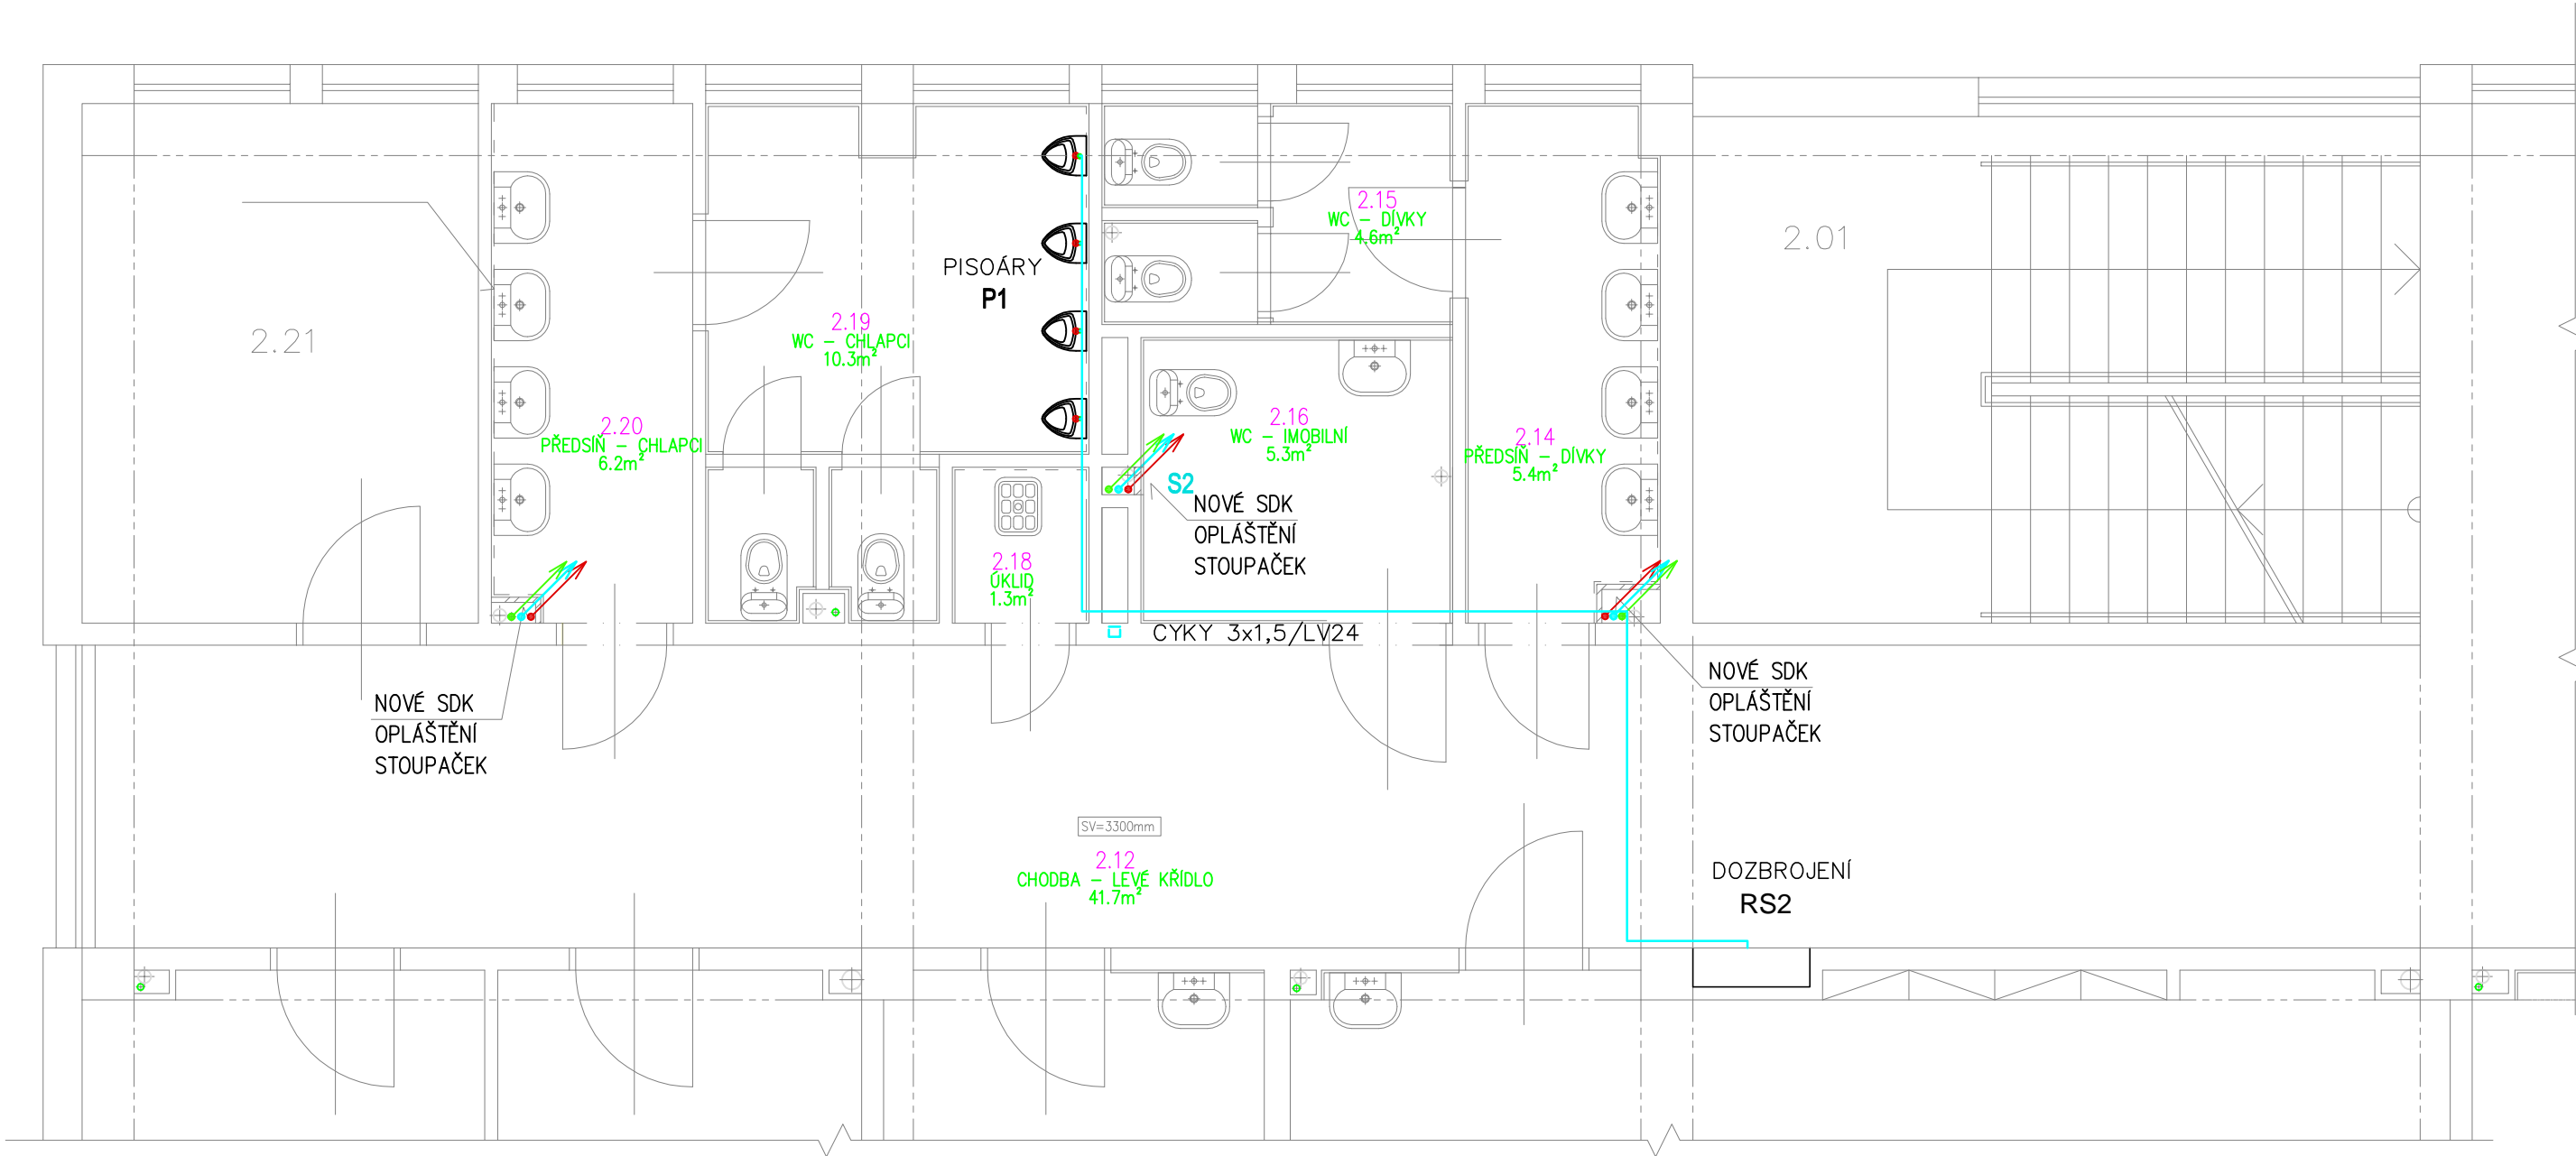 2.15
WC – DÍVKY
4.6m²
2.01
PISOÁRY
P1
2.21
2.19
WC – CHLAPCI
10.3m²
2.20
PŘEDSÍŇ – CHLAPCI
6.2m²
2.16
WC – IMOBILNÍ
5.3m²
2.14
PŘEDSÍŇ – DÍVKY
5.4m²
S2
NOVÉ SDK
OPLÁŠTĚNÍ
STOUPAČEK
2.18
ÚKLID
1.3m²
CYKY 3x1,5/LV24
NOVÉ SDK
OPLÁŠTĚNÍ
STOUPAČEK
NOVÉ SDK
OPLÁŠTĚNÍ
STOUPAČEK
SV=3300mm
2.12
CHODBA – LEVÉ KŘÍDLO
41.7m²
DOZBROJENÍ
RS2